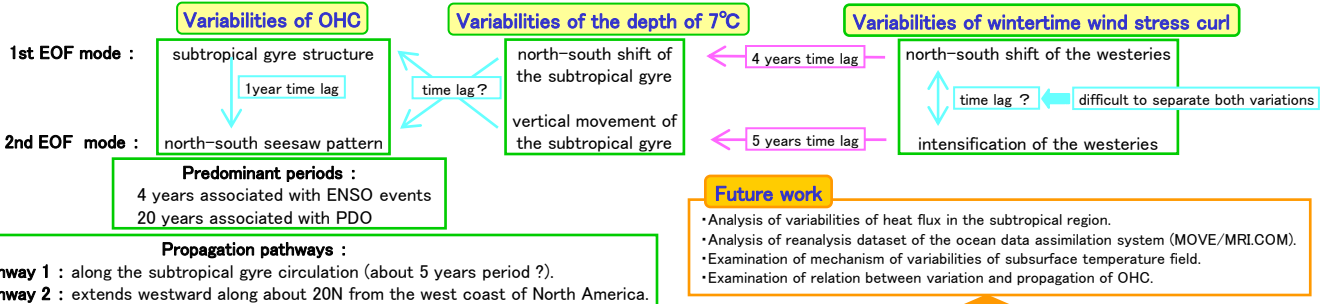 Variabilities of OHC
Variabilities of the depth of 7℃
Variabilities of wintertime wind stress curl
1st EOF mode :
subtropical gyre structure
north-south shift of
the subtropical gyre
4 years time lag
north-south shift of the westeries
1year time lag
time lag ?
time lag ?
difficult to separate both variations
2nd EOF mode :
north-south seesaw pattern
vertical movement of
the subtropical gyre
5 years time lag
intensification of the westeries
Predominant periods :
4 years associated with ENSO events
20 years associated with PDO
Future work
・Analysis of variabilities of heat flux in the subtropical region.
・Analysis of reanalysis dataset of the ocean data assimilation system (MOVE/MRI.COM).
・Examination of mechanism of variabilities of subsurface temperature field.
・Examination of relation between variation and propagation of OHC.
Propagation pathways :
hway 1 : along the subtropical gyre circulation (about 5 years period ?).
hway 2 : extends westward along about 20N from the west coast of North America.